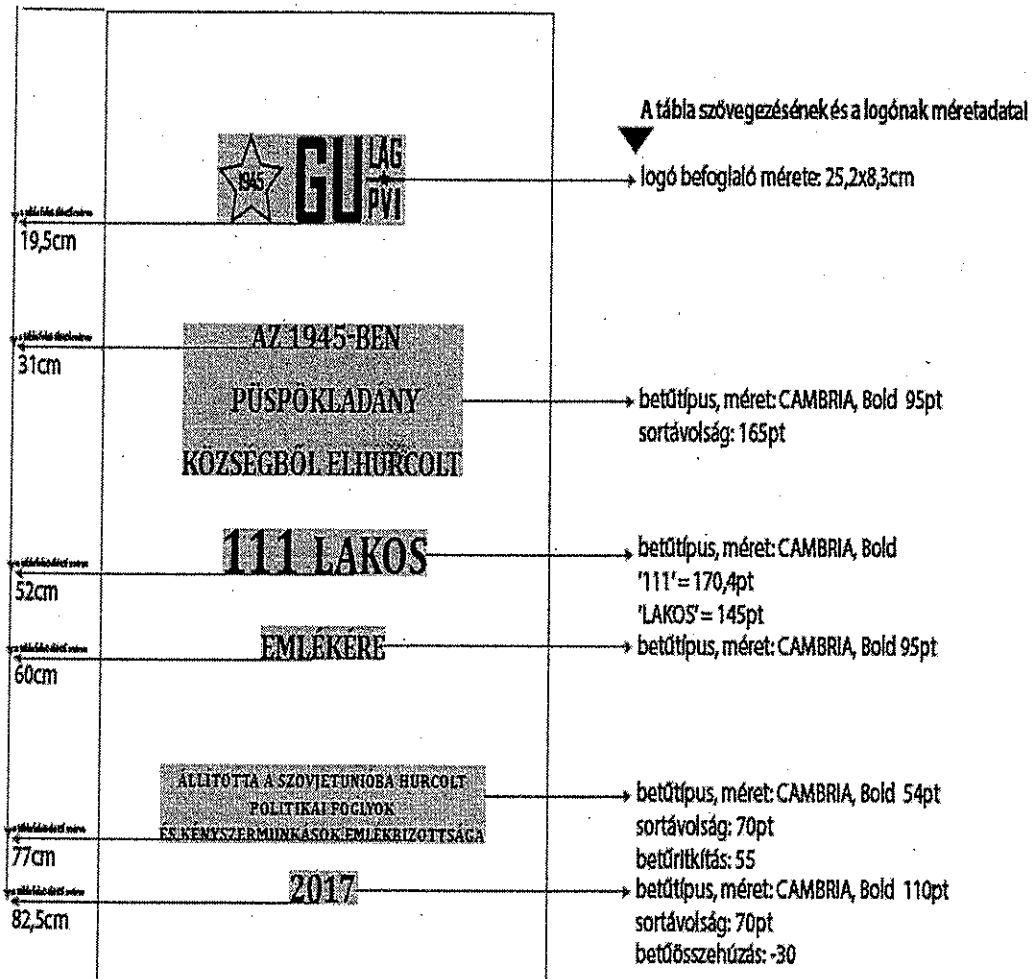 A tábla szövegezésének és a logónak méretadatai
1945
GU
LÁG
PVI
logó befoglaló mérete: 25,2x8,3cm
19,5cm
AZ 1945-BEN
31cm
PÜSPÖKLADÁNY
betűtípus, méret: CAMBRIA, Bold 95pt
sortávolság: 165pt
KÖZSÉGBŐL ELHURCOLT
111 LAKOS
betűtípus, méret: CAMBRIA, Bold
'111'= 170,4pt
'LAKOS'= 145pt
52cm
EMLÉKÉRE
betűtípus, méret: CAMBRIA, Bold 95pt
60cm
ÁLLÍTOTTA A SZOVJETUNIÓBA HURCOLT
POLITIKAI FOGLYOK
ÉS KÉNYSZERMUNKÁSOK EMLÉKBIZOTTSÁGA
betűtípus, méret: CAMBRIA, Bold 54pt
sortávolság: 70pt
betűritkítás: 55
77cm
2017
betűtípus, méret: CAMBRIA, Bold 110pt
sortávolság: 70pt
betűösszehúzás: -30
82,5cm